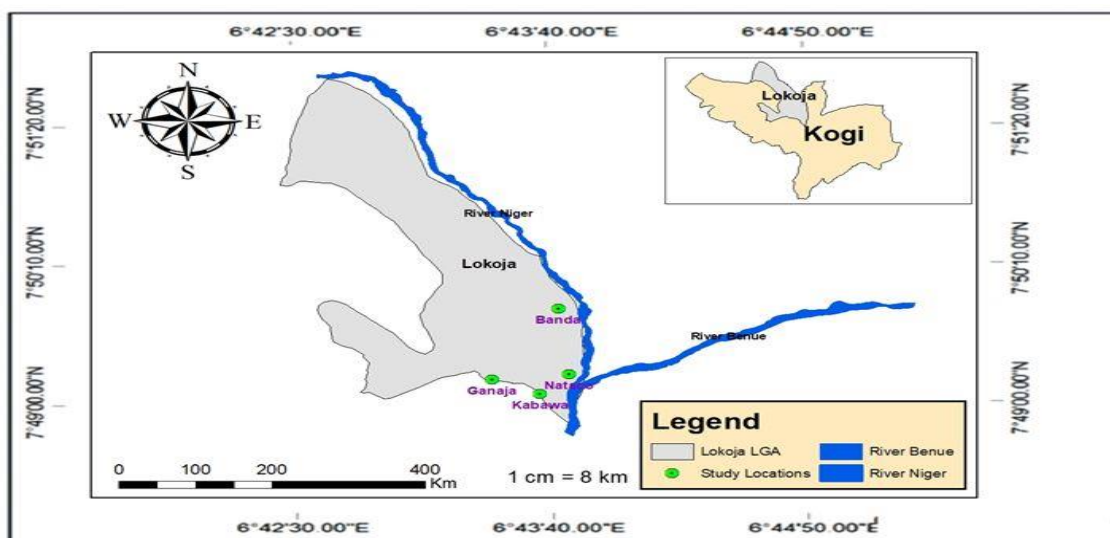 6°42'30.00"E 6°43'40.00"E 6°44'50.00"E
N
W E
S
Lokoja
Kogi
7°51'20.00"N 7°51'20.00"N
River Niger
Lokoja
7°50'10.00"N 7°50'10.00"N
Banda
River Benue
Ganaja
Kabawa
7°49'00.00"N 7°49'00.00"N
Legend
Lokoja LGA River Benue
Study Locations River Niger
0 100 200 400
Km
1 cm = 8 km
6°42'30.00"E 6°43'40.00"E 6°44'50.00"E